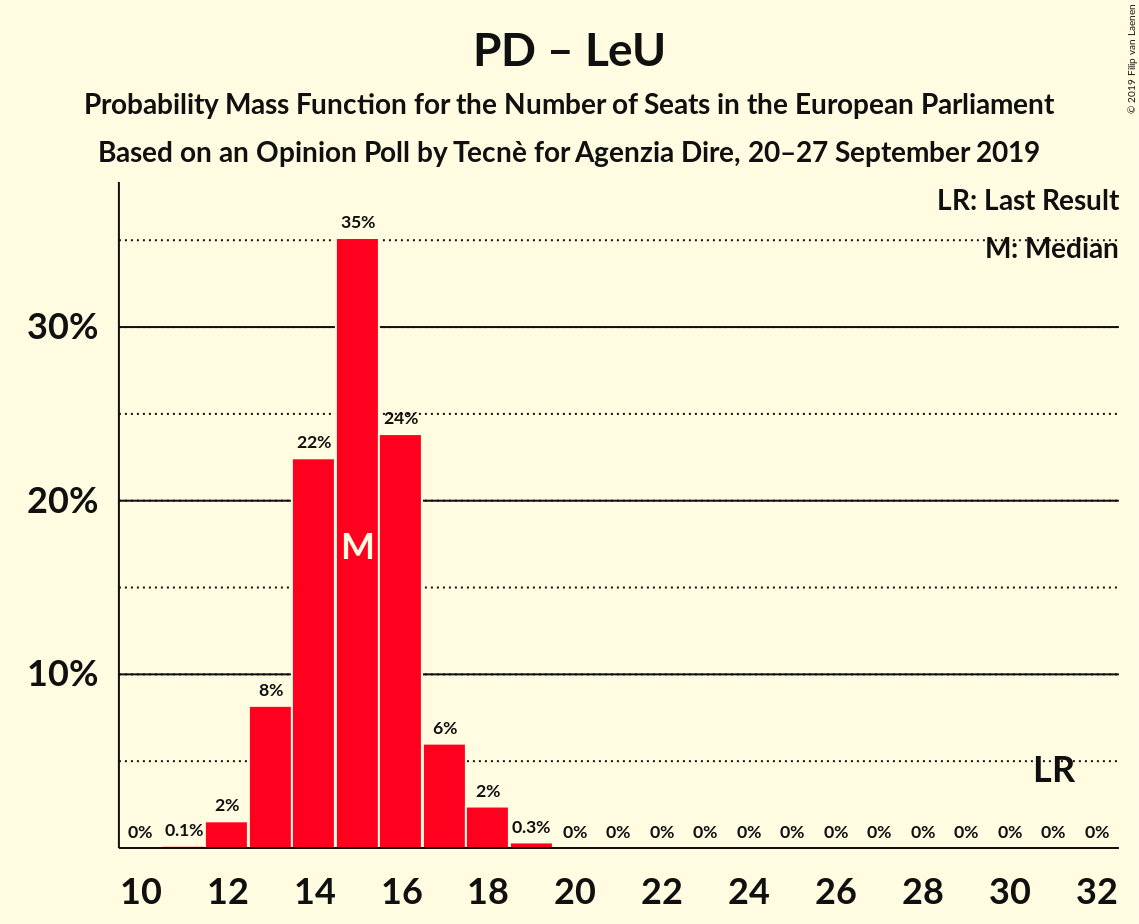 PD – LeU
Probability Mass Function for the Number of Seats in the European Parliament
Based on an Opinion Poll by Tecnè for Agenzia Dire, 20–27 September 2019
© 2019 Filip van Laenen
LR: Last Result
M: Median
35%
30%
24%
22%
20%
M
10%
8%
6%
LR
2%
2%
0% 0.1% 0.3% 0% 0% 0% 0% 0% 0% 0% 0% 0% 0% 0% 0% 0%
10 12 14 16 18 20 22 24 26 28 30 32